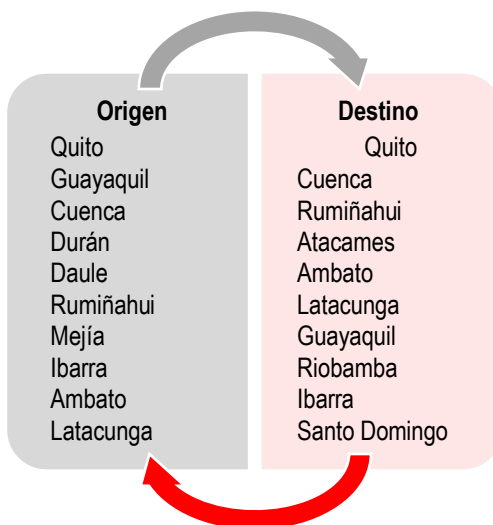 Origen
Quito
Guayaquil
Cuenca
Durán
Daule
Rumiñahui
Mejía
Ibarra
Ambato
Latacunga
Destino
Quito
Cuenca
Rumiñahui
Atacames
Ambato
Latacunga
Guayaquil
Riobamba
Ibarra
Santo Domingo